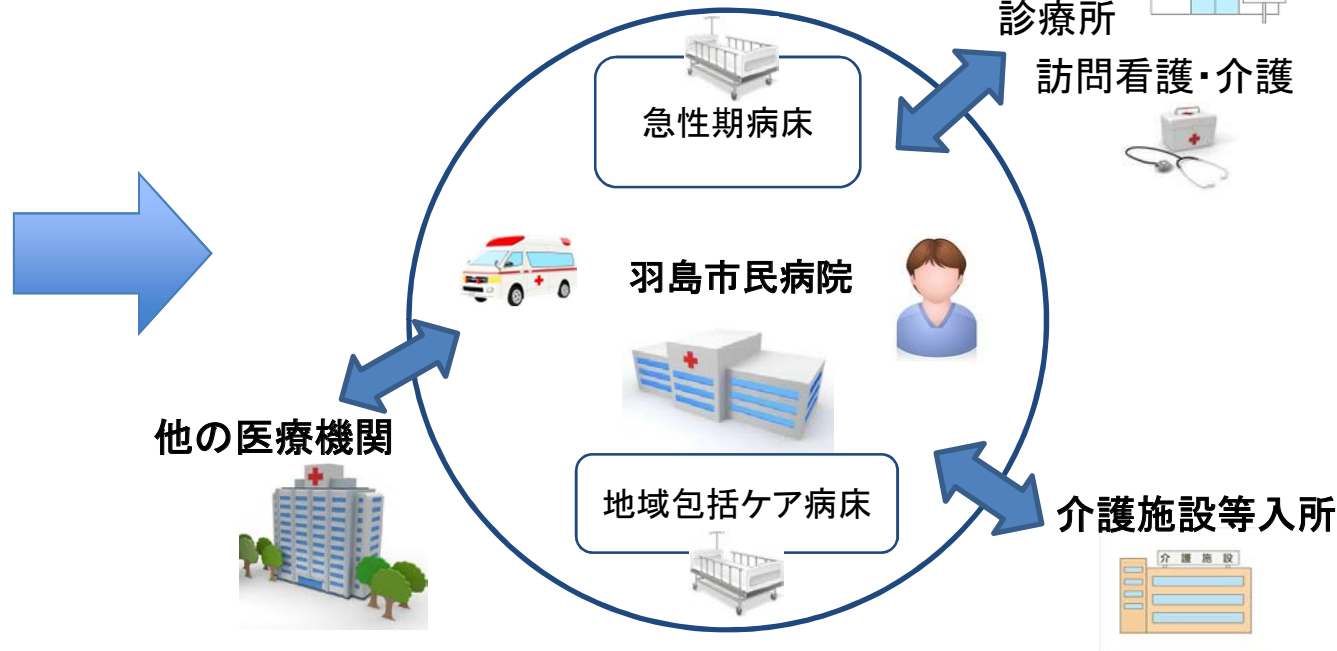 診療所
訪問看護・介護
急性期病床
羽島市民病院
他の医療機関
地域包括ケア病床
介護施設等入所
介護施設